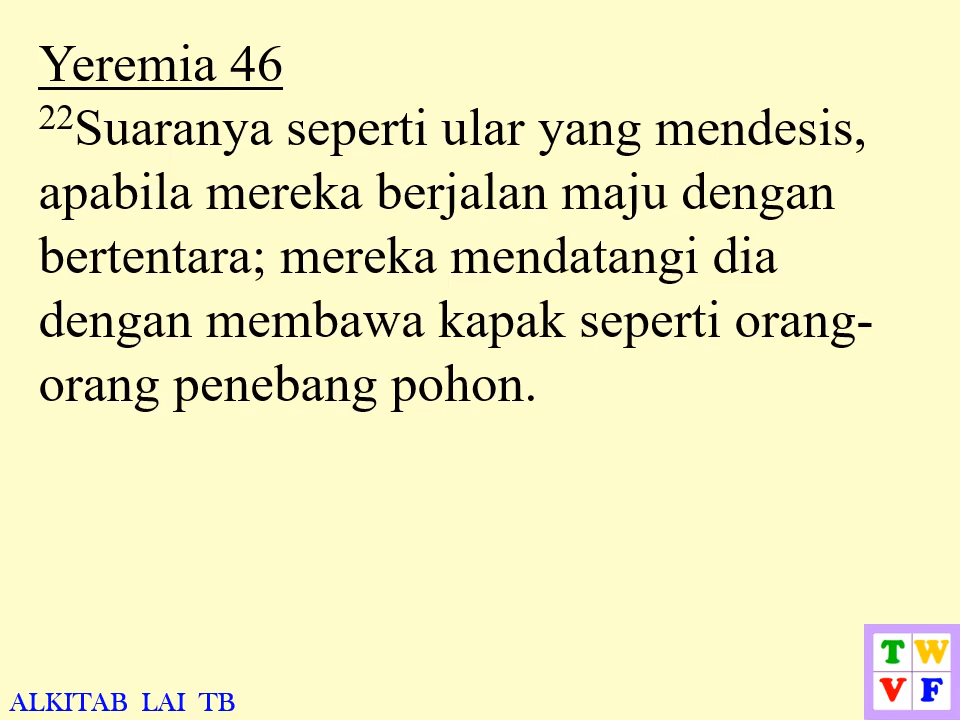 Yeremia 46
22Suaranya seperti ular yang mendesis,
apabila mereka berjalan maju dengan
bertentara; mereka mendatangi dia
dengan membawa kapak seperti orang-
orang penebang pohon.
T W
V F
ALKITAB LAI TB